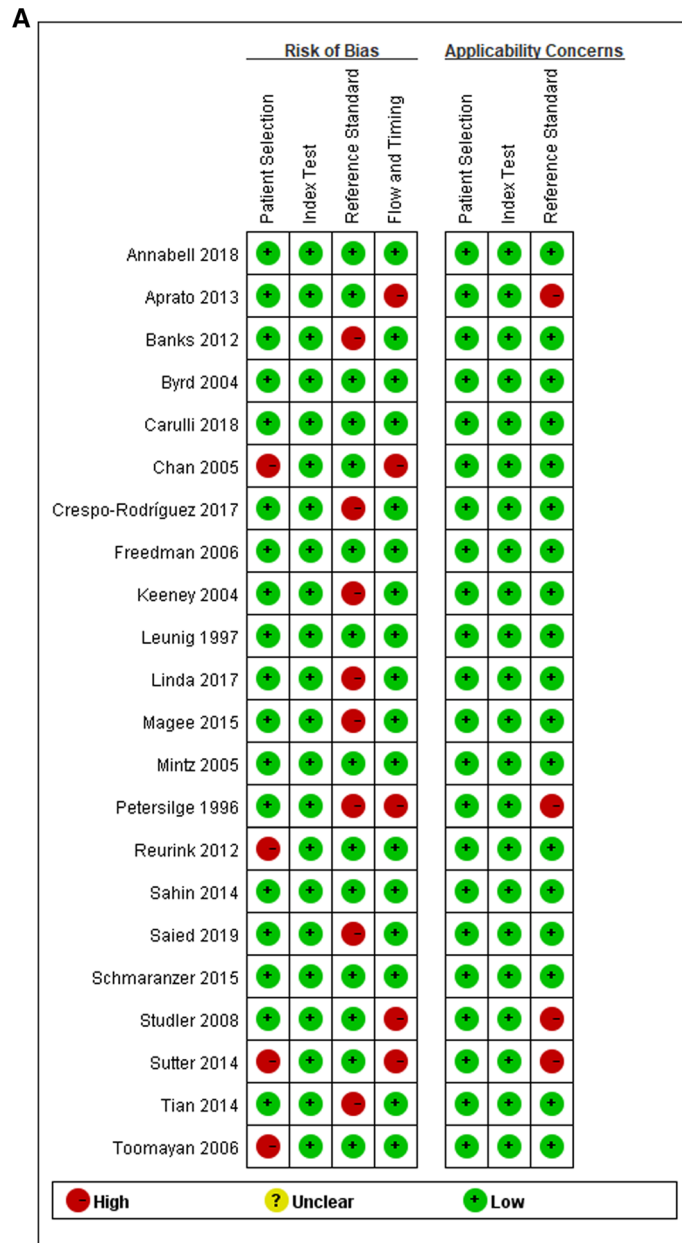 A
Risk of Bias
Applicability Concerns
Patient Selection
Index Test
Reference Standard
Flow and Timing
Patient Selection
Index Test
Reference Standard
Annabell 2018 + + + + + + +
Aprato 2013 + + + - + + -
Banks 2012 + + - + + + +
Byrd 2004 + + + + + + +
Carulli 2018 + + + + + + +
Chan 2005 - + + - + + +
Crespo-Rodríguez 2017 + + - + + + +
Freedman 2006 + + + + + + +
Keeney 2004 + + - + + + +
Leunig 1997 + + + + + + +
Linda 2017 + + - + + + +
Magee 2015 + + - + + + +
Mintz 2005 + + + + + + +
Petersilge 1996 + + - - + + -
Reurink 2012 - + + + + + +
Sahin 2014 + + + + + + +
Saied 2019 + + - + + + +
Schmaranzer 2015 + + + + + + +
Studler 2008 + + + - + + -
Sutter 2014 - + + - + + -
Tian 2014 + + - + + + +
Toomayan 2006 - + + + + + +
- High ? Unclear + Low